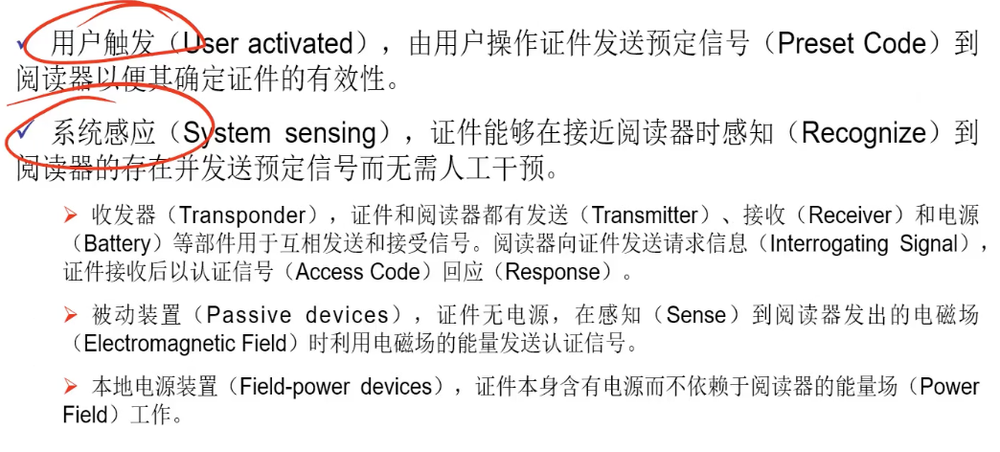 ✓ 用户触发（User activated），由用户操作证件发送预定信号（Preset Code）到
阅读器以便其确定证件的有效性。
✓ 系统感应（System sensing），证件能够在接近阅读器时感知（Recognize）到
阅读器的存在并发送预定信号而无需人工干预。
➢ 收发器（Transponder），证件和阅读器都有发送（Transmitter）、接收（Receiver）和电源
（Battery）等部件用于互相发送和接受信号。阅读器向证件发送请求信息（Interrogating Signal），
证件接收后以认证信号（Access Code）回应（Response）。
➢ 被动装置（Passive devices），证件无电源，在感知（Sense）到阅读器发出的电磁场
（Electromagnetic Field）时利用电磁场的能量发送认证信号。
➢ 本地电源装置（Field-power devices），证件本身含有电源而不依赖于阅读器的能量场（Power
Field）工作。